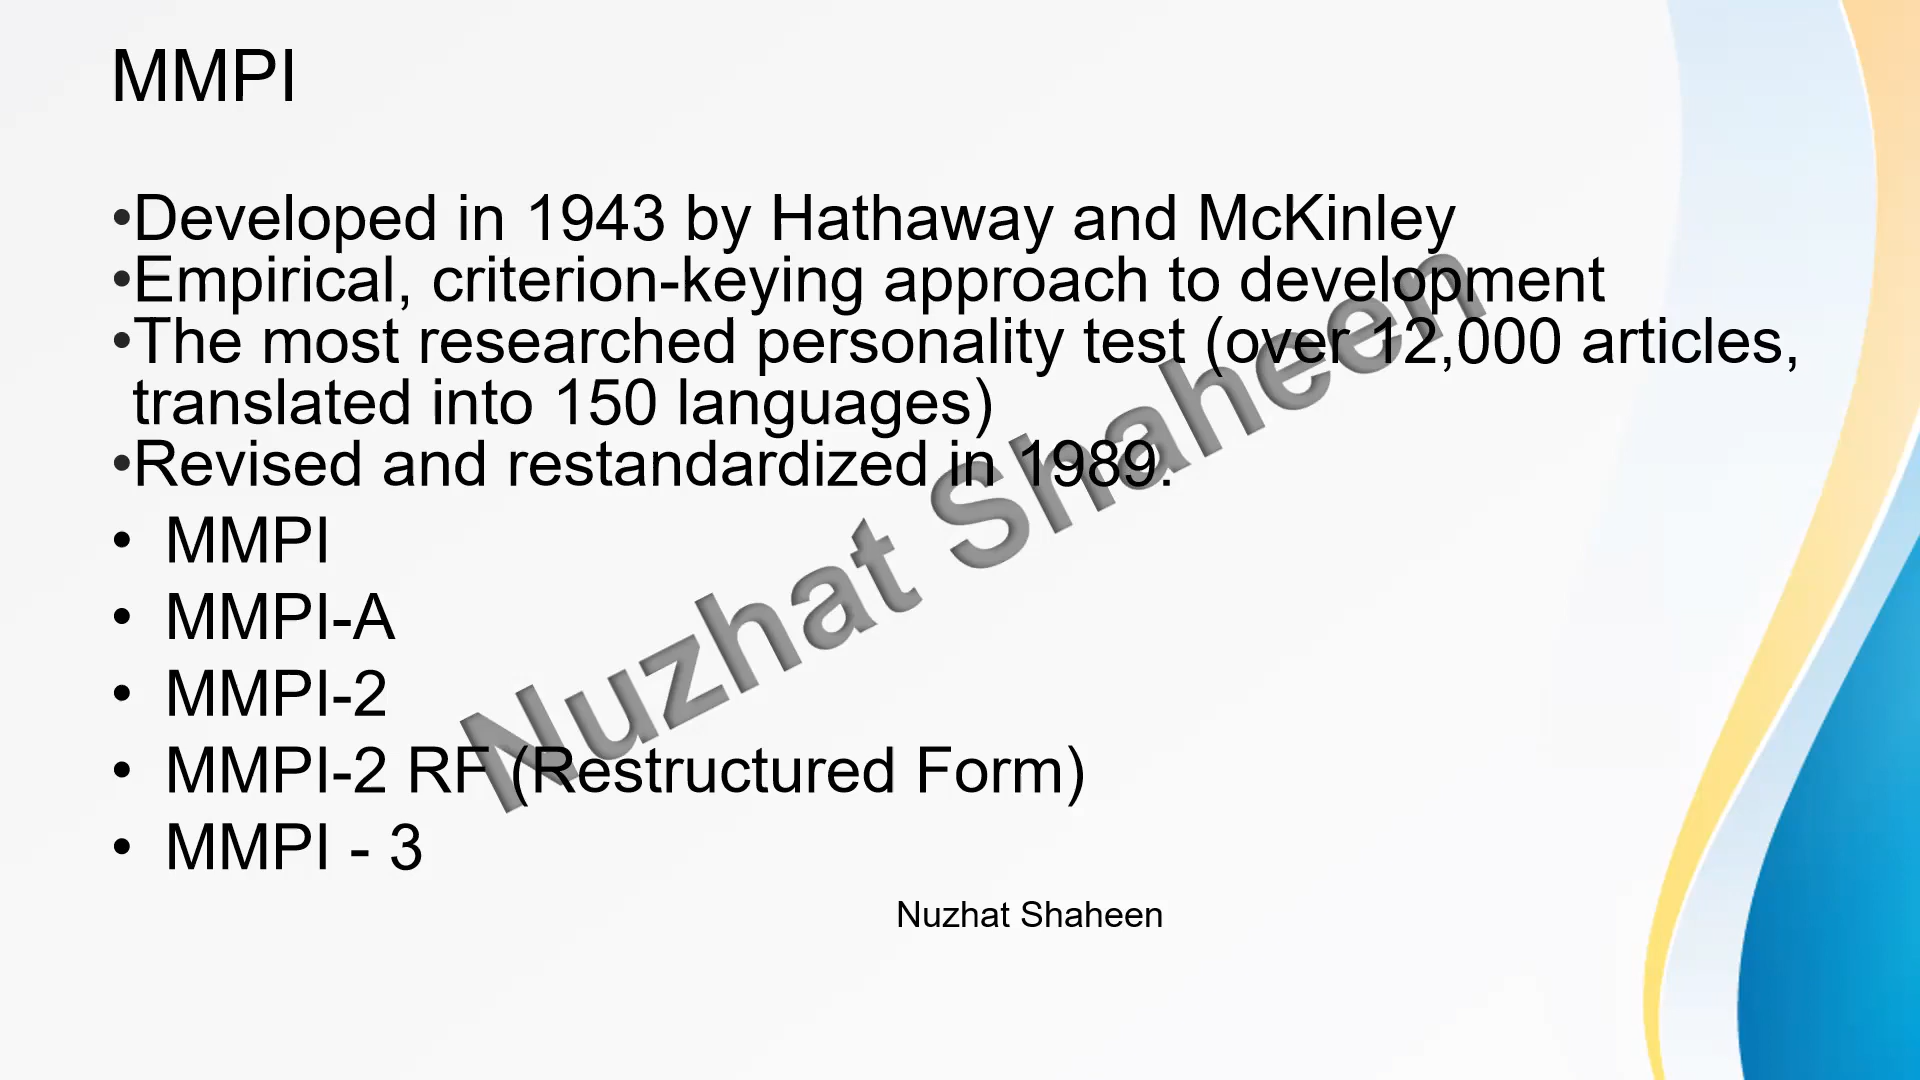 MMPI
•Developed in 1943 by Hathaway and McKinley
•Empirical, criterion-keying approach to development
•The most researched personality test (over 12,000 articles,
translated into 150 languages)
•Revised and restandardized in 1989.
• MMPI
• MMPI-A
• MMPI-2
• MMPI-2 RF (Restructured Form)
• MMPI - 3
Nuzhat Shaheen
Nuzhat Shaheen